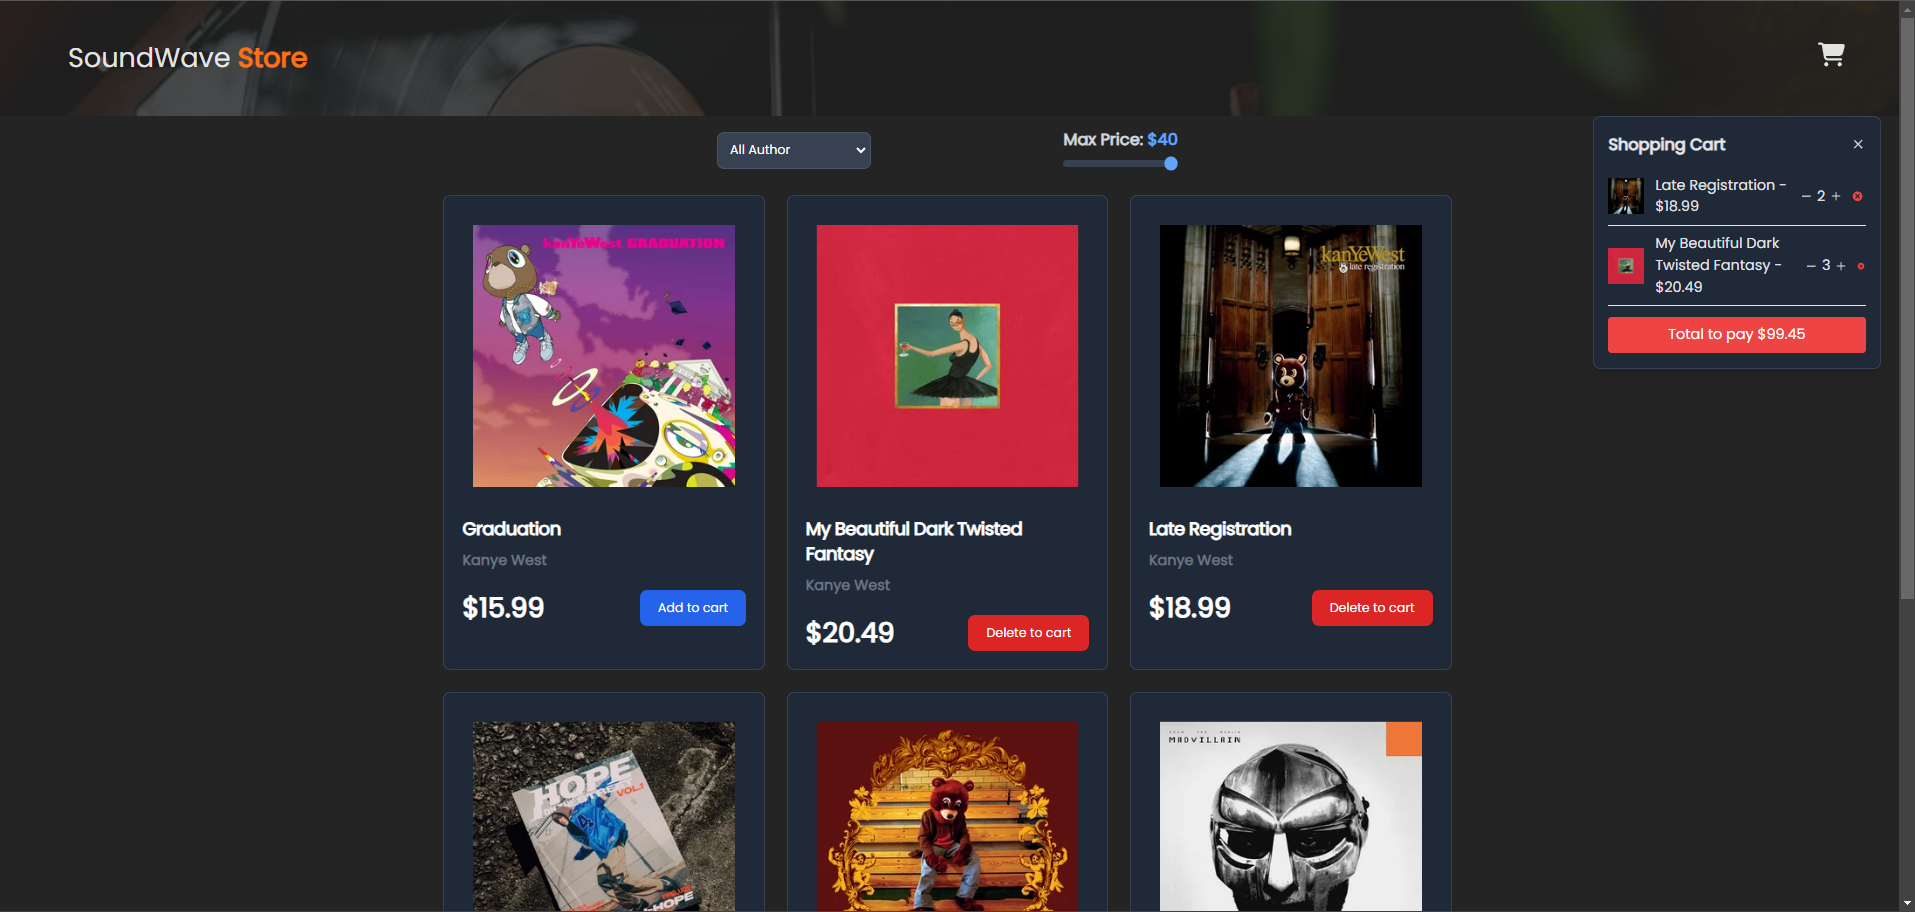 SoundWave Store
All Author
Max Price: $40
Shopping Cart
Late Registration -
$18.99
2
My Beautiful Dark
Twisted Fantasy -
$20.49
3
Total to pay $99.45
kanYeWest GRADUATION
kanYeWest
late registration
Graduation
Kanye West
$15.99
Add to cart
My Beautiful Dark Twisted
Fantasy
Kanye West
$20.49
Delete to cart
Late Registration
Kanye West
$18.99
Delete to cart
HOPE
VOL.1
MADVILLAIN